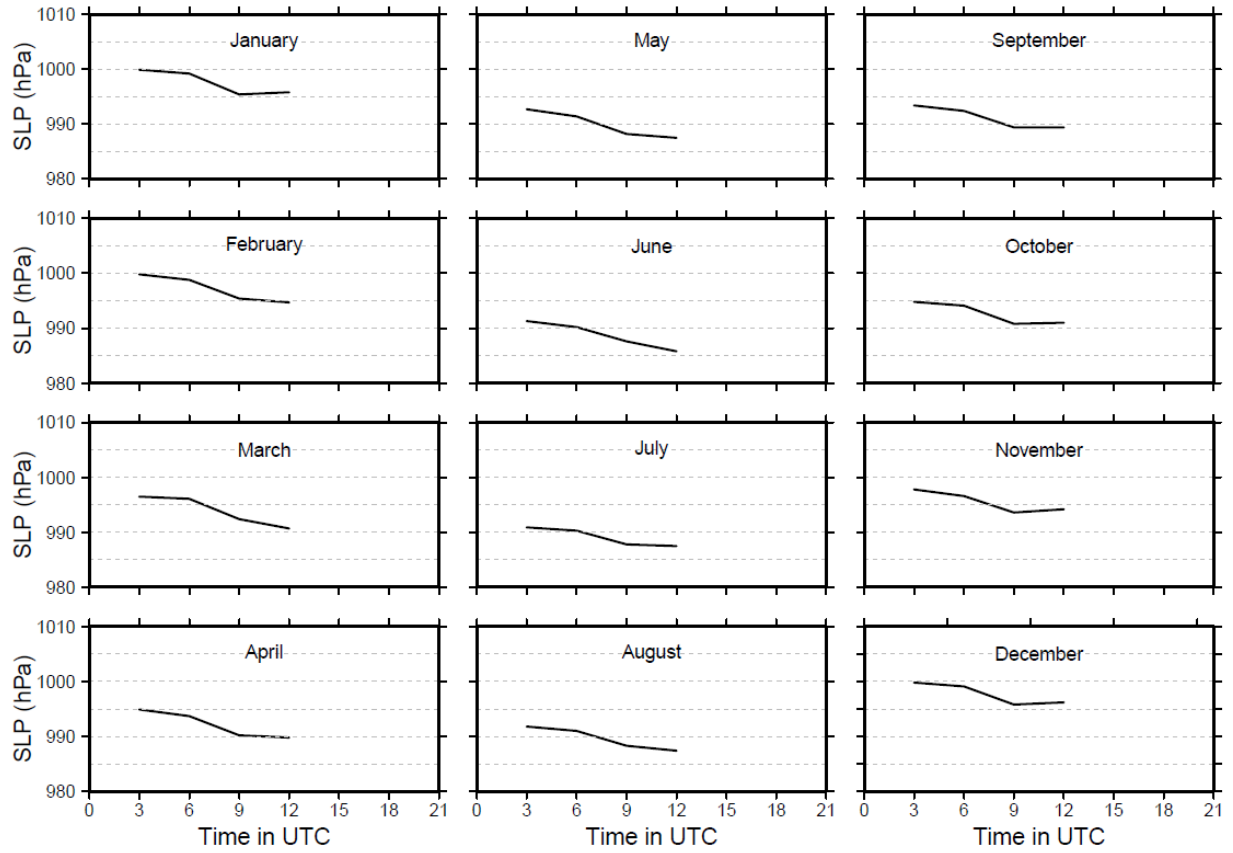 1010
1000
990
980
SLP (hPa)
January
May
September
1010
1000
990
980
SLP (hPa)
February
June
October
1010
1000
990
980
SLP (hPa)
March
July
November
1010
1000
990
980
SLP (hPa)
April
August
December
0 3 6 9 12 15 18 21
0 3 6 9 12 15 18 21
0 3 6 9 12 15 18 21
Time in UTC
Time in UTC
Time in UTC